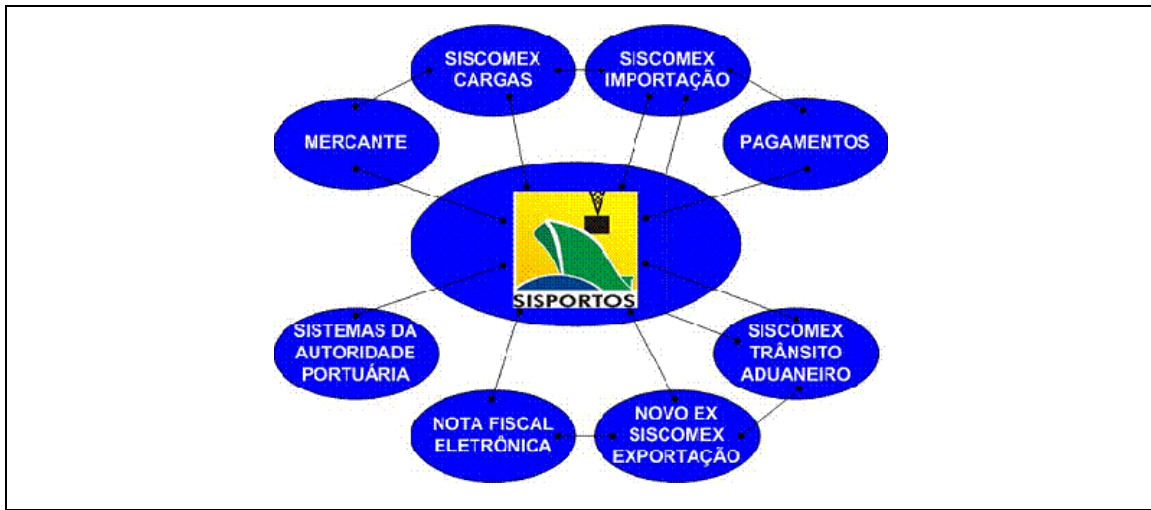 SISCOMEX
CARGAS
SISCOMEX
IMPORTAÇÃO
MERCANTE
PAGAMENTOS
SISPORTOS
SISTEMAS DA
AUTORIDADE
PORTUÁRIA
SISCOMEX
TRÂNSITO
ADUANEIRO
NOTA FISCAL
ELETRÔNICA
NOVO EX
SISCOMEX
EXPORTAÇÃO